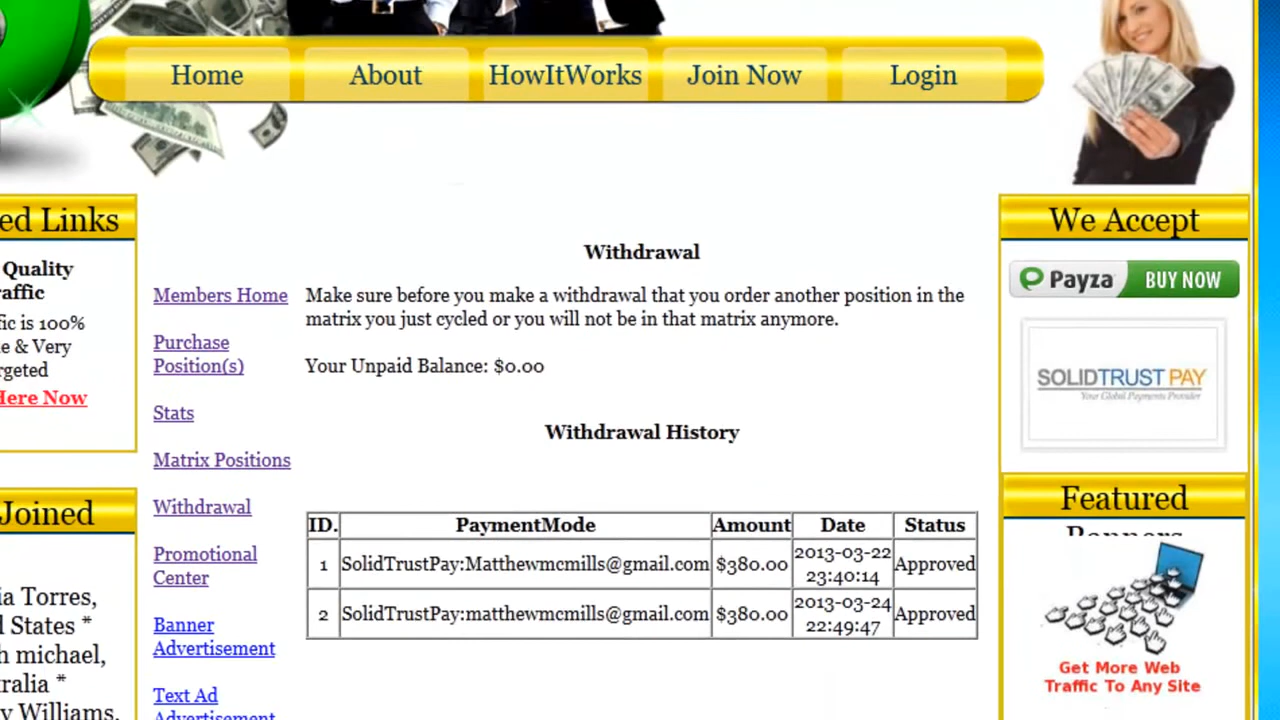 Home About HowItWorks Join Now Login
ed Links
Quality
raffic
fic is 100%
e & Very
rgeted
Here Now
Joined
ia Torres,
d States *
h michael,
ralia *
y Williams,
Members Home
Purchase
Position(s)
Stats
Matrix Positions
Withdrawal
Promotional
Center
Banner
Advertisement
Text Ad
Advertisement
Withdrawal
Make sure before you make a withdrawal that you order another position in the
matrix you just cycled or you will not be in that matrix anymore.
Your Unpaid Balance: $0.00
Withdrawal History
ID. PaymentMode Amount Date Status
1 SolidTrustPay:Matthewmcmills@gmail.com $380.00 2013-03-22 23:40:14 Approved
2 SolidTrustPay:matthewmcmills@gmail.com $380.00 2013-03-24 22:49:47 Approved
We Accept
Payza BUY NOW
SOLIDTRUST PAY
Your Global Payments Provider
Featured
Banners
Get More Web
Traffic To Any Site